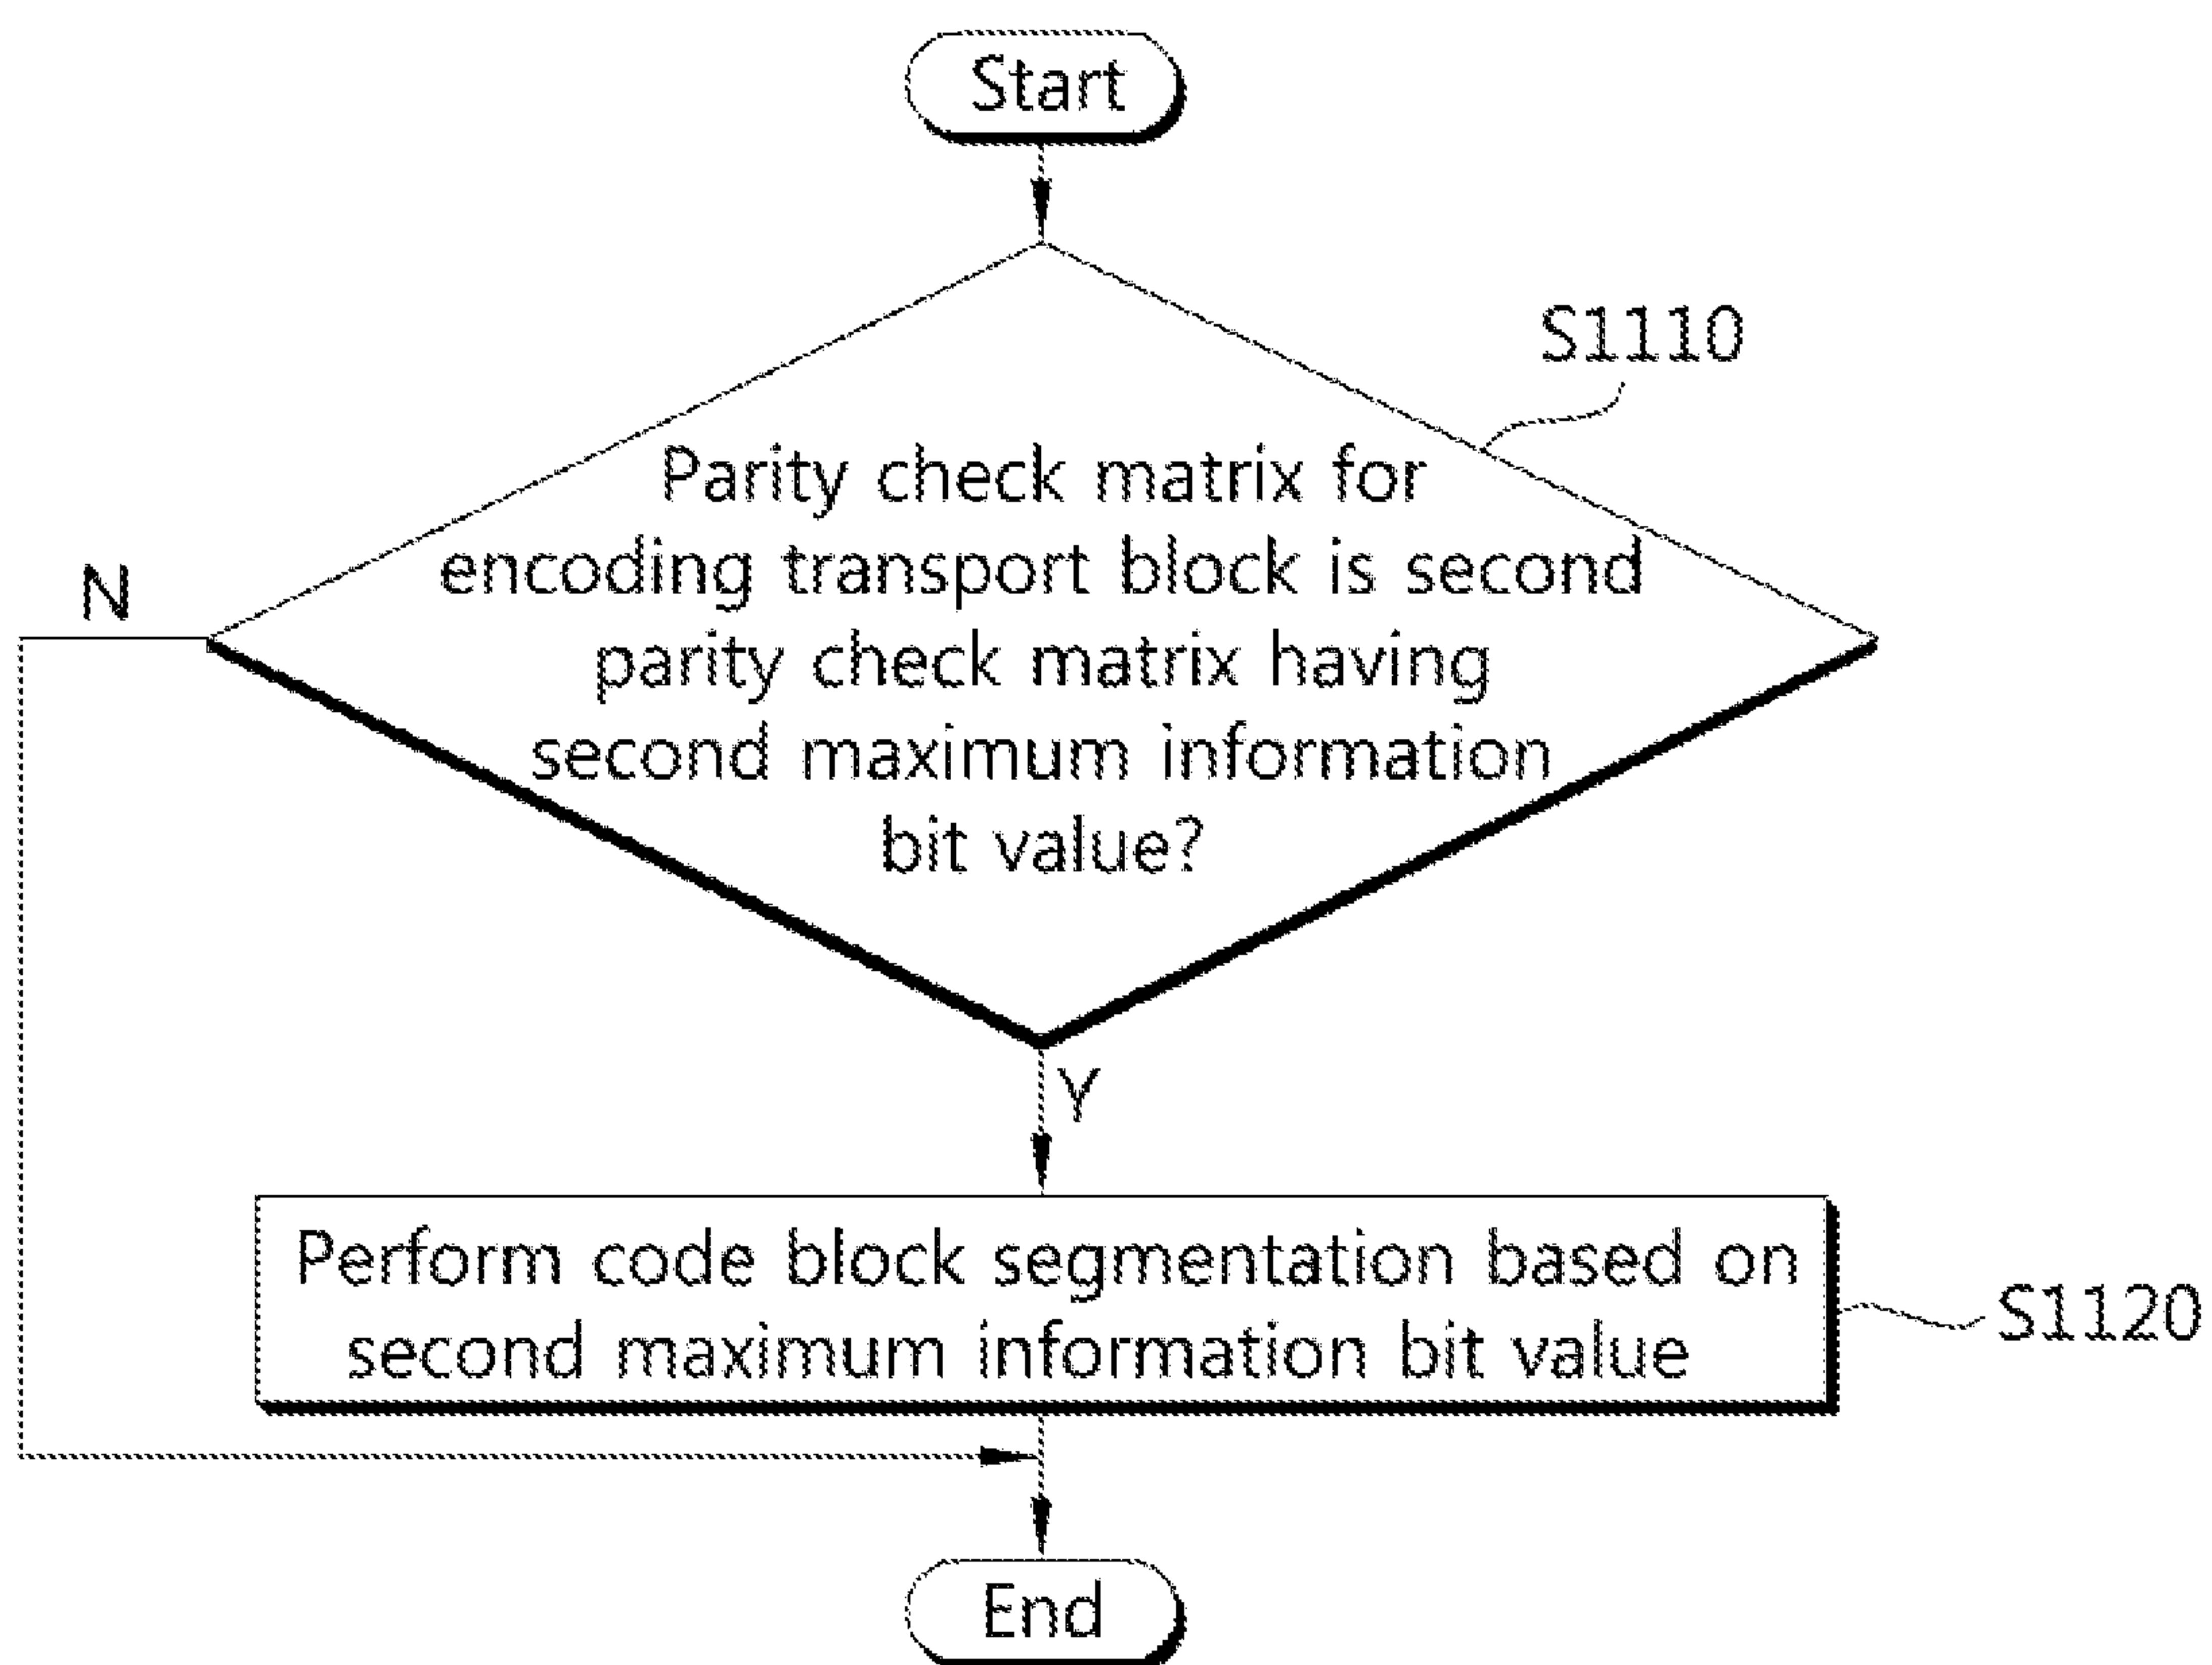 Start
S1110
Parity check matrix for
encoding transport block is second
parity check matrix having
second maximum information
bit value?
N
Y
Perform code block segmentation based on
second maximum information bit value
S1120
End